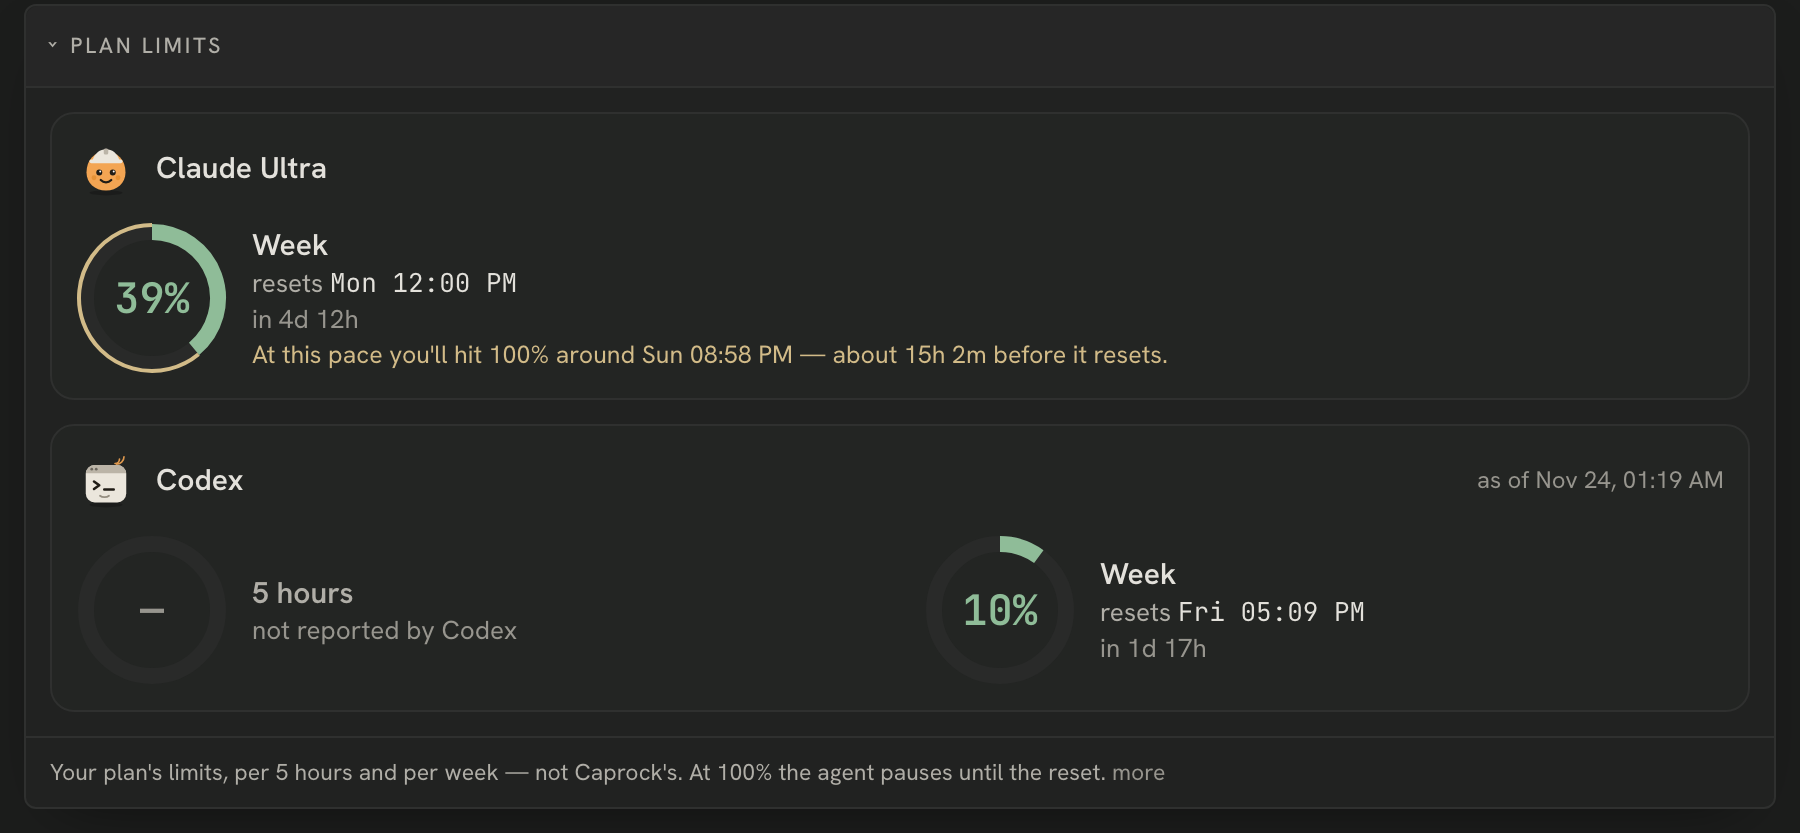 PLAN LIMITS
Claude Ultra
39%
Week
resets Mon 12:00 PM
in 4d 12h
At this pace you'll hit 100% around Sun 08:58 PM — about 15h 2m before it resets.
Codex
as of Nov 24, 01:19 AM
—
5 hours
not reported by Codex
10%
Week
resets Fri 05:09 PM
in 1d 17h
Your plan's limits, per 5 hours and per week — not Caprock's. At 100% the agent pauses until the reset. more